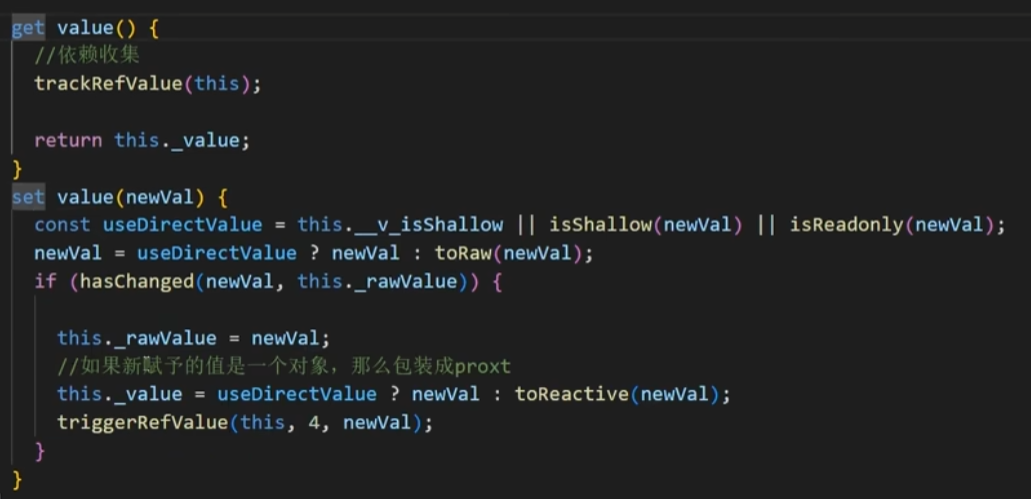 get value() {
//依赖收集
trackRefValue(this);
return this._value;
}
set value(newVal) {
const useDirectValue = this.__v_isShallow || isShallow(newVal) || isReadonly(newVal);
newVal = useDirectValue ? newVal : toRaw(newVal);
if (hasChanged(newVal, this._rawValue)) {
this._rawValue = newVal;
//如果新赋予的值是一个对象，那么包装成proxt
this._value = useDirectValue ? newVal : toReactive(newVal);
triggerRefValue(this, 4, newVal);
}
}